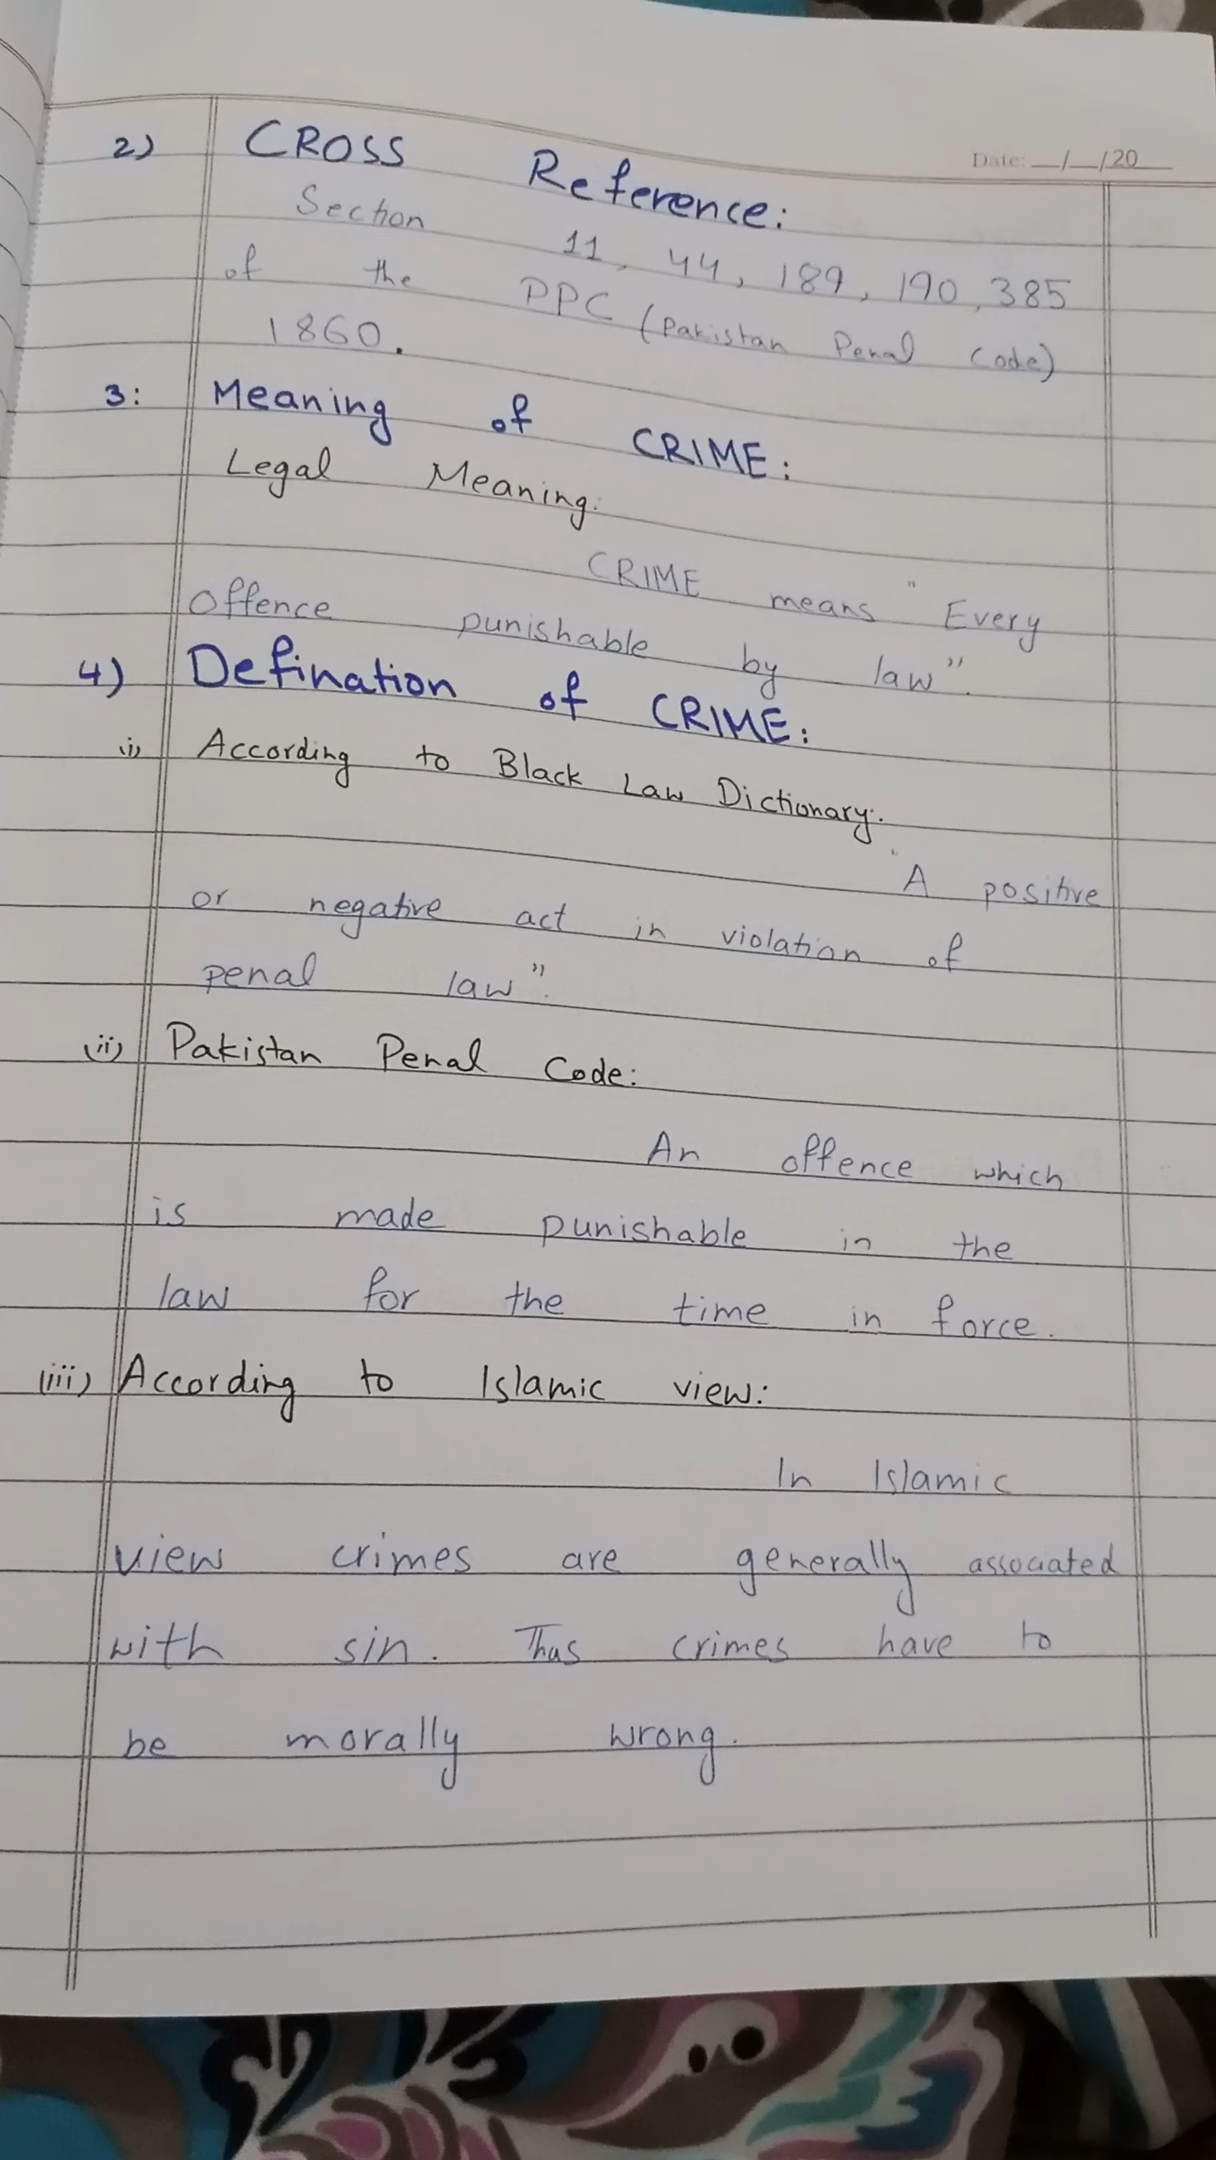 Date: __/__/20__
2) CROSS Reference:
Section 11, 44, 189, 190, 385
of the PPC (Pakistan Penal Code)
1860.
3: Meaning of CRIME:
Legal Meaning:
CRIME means "Every
offence punishable by law".
4) Defination of CRIME:
(i) According to Black Law Dictionary:
"A positive
or negative act in violation of
penal law".
(ii) Pakistan Penal Code:
An offence which
is made punishable in the
law for the time in force.
(iii) According to Islamic view:
In Islamic
view crimes are generally associated
with sin. Thus crimes have to
be morally wrong.